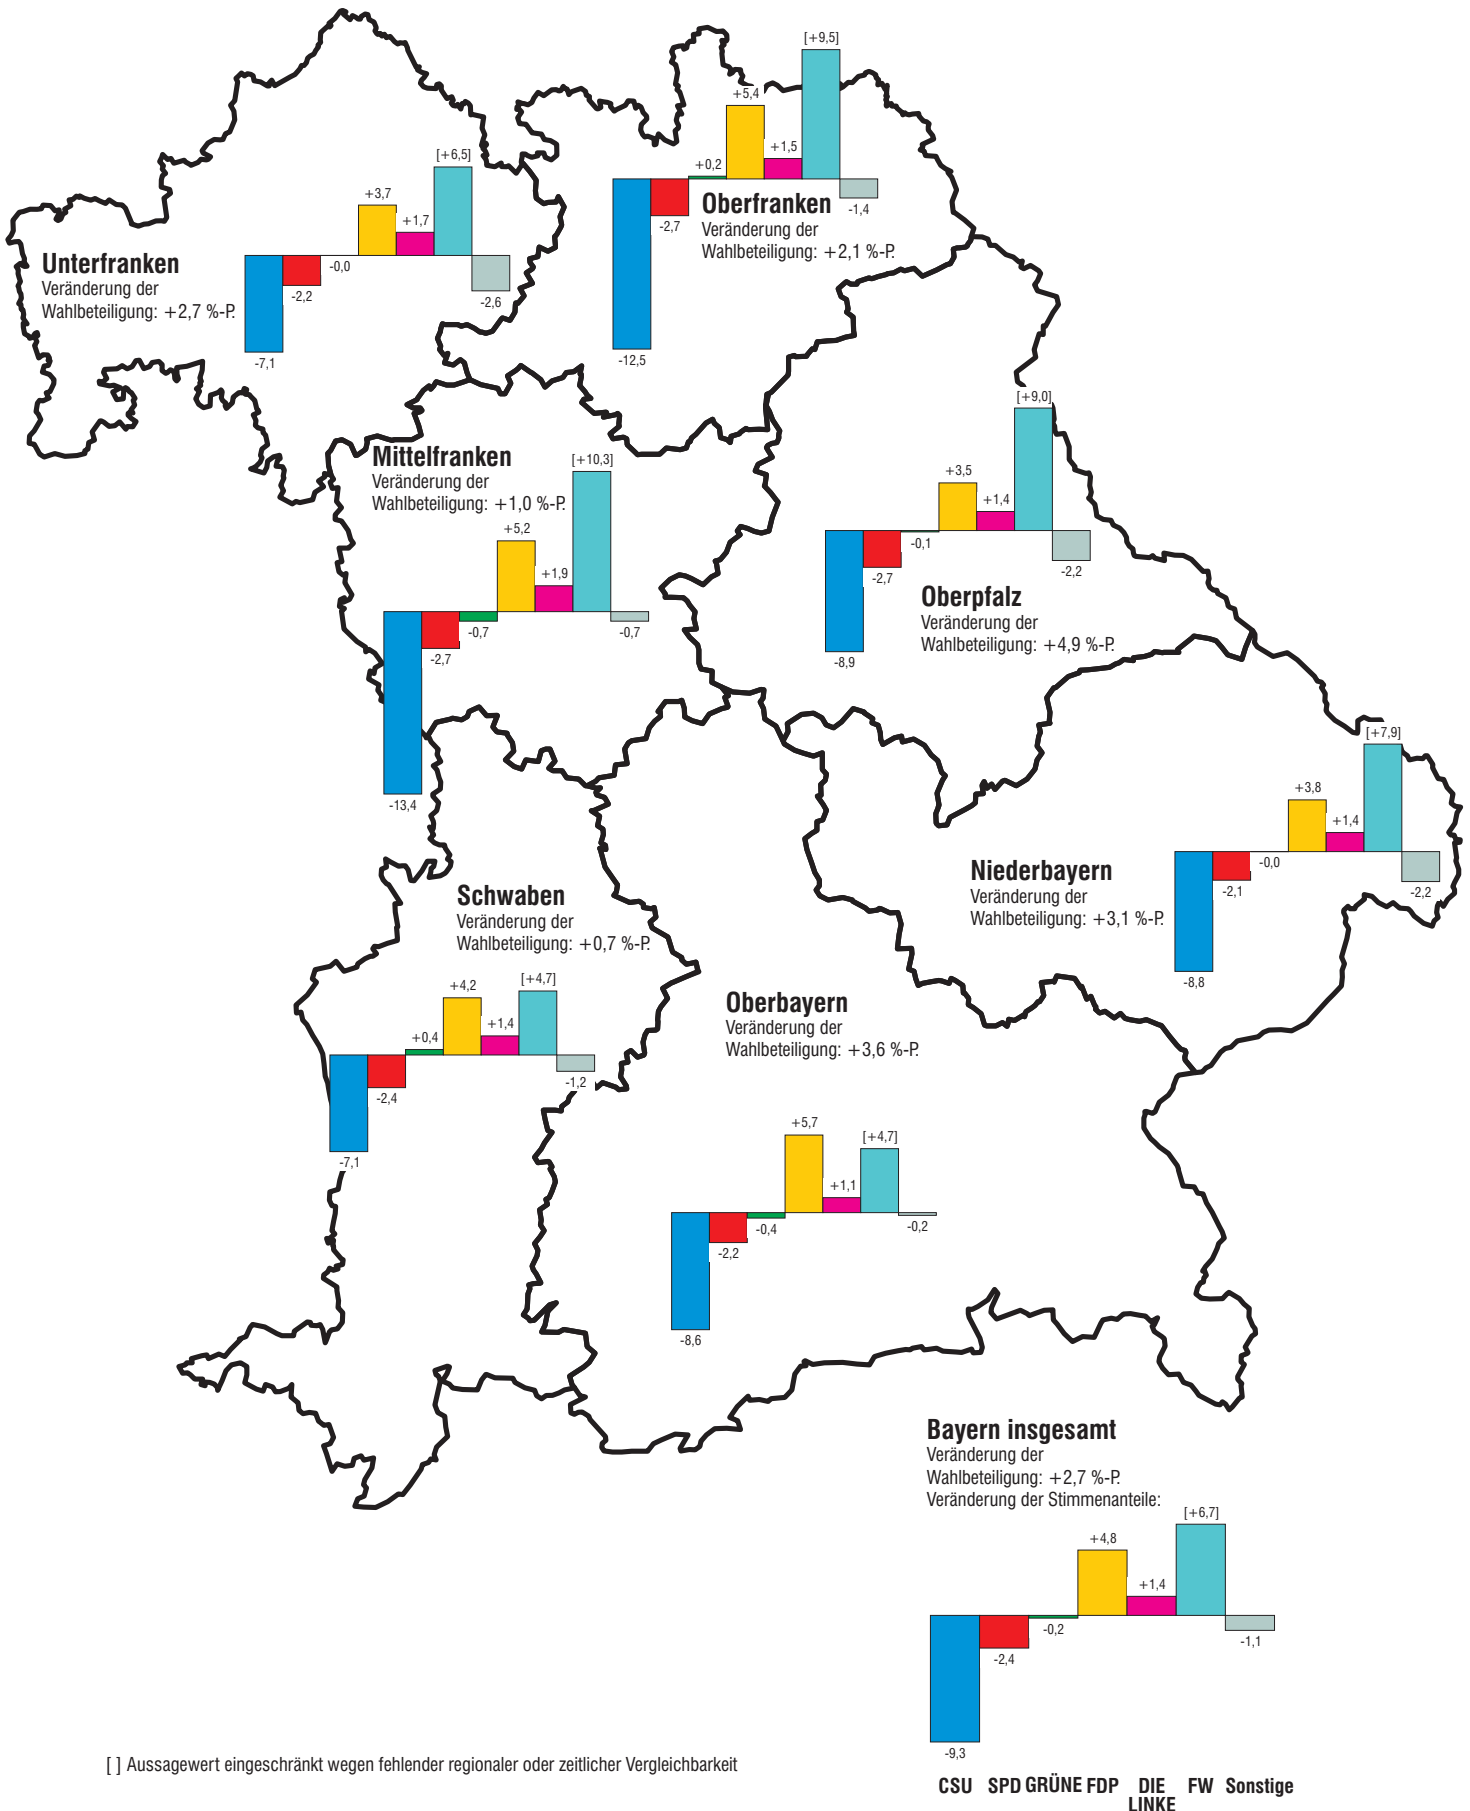 [+9,5]
+5,4
+1,5
+0,2
-2,7
-1,4
-12,5
Oberfranken
Veränderung der
Wahlbeteiligung: +2,1 %-P.
[+6,5]
+3,7
+1,7
-0,0
-2,2
-2,6
-7,1
Unterfranken
Veränderung der
Wahlbeteiligung: +2,7 %-P.
Mittelfranken
Veränderung der
Wahlbeteiligung: +1,0 %-P.
[+10,3]
+5,2
+1,9
-0,7
-0,7
-2,7
-13,4
[+9,0]
+3,5
+1,4
-0,1
-2,7
-2,2
-8,9
Oberpfalz
Veränderung der
Wahlbeteiligung: +4,9 %-P.
[+7,9]
+3,8
+1,4
-0,0
-2,1
-2,2
-8,8
Niederbayern
Veränderung der
Wahlbeteiligung: +3,1 %-P.
Schwaben
Veränderung der
Wahlbeteiligung: +0,7 %-P.
+4,2
[+4,7]
+0,4
+1,4
-2,4
-1,2
-7,1
Oberbayern
Veränderung der
Wahlbeteiligung: +3,6 %-P.
+5,7
[+4,7]
+1,1
-0,4
-0,2
-2,2
-8,6
Bayern insgesamt
Veränderung der
Wahlbeteiligung: +2,7 %-P.
Veränderung der Stimmenanteile:
[+6,7]
+4,8
+1,4
-0,2
-1,1
-2,4
-9,3
[ ] Aussagewert eingeschränkt wegen fehlender regionaler oder zeitlicher Vergleichbarkeit
CSU SPD GRÜNE FDP DIE FW Sonstige
LINKE